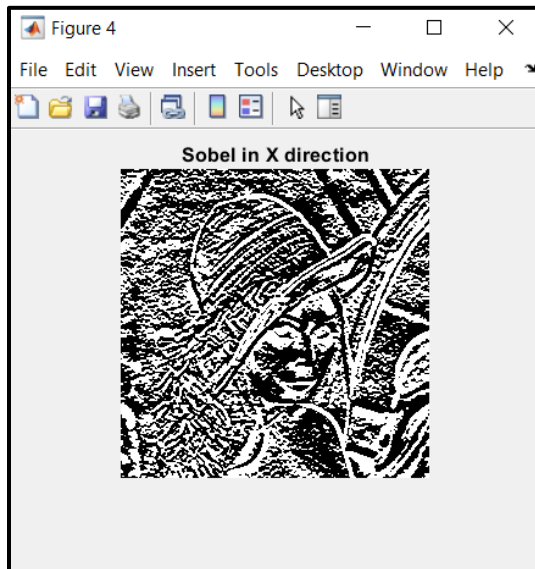 Figure 4
File Edit View Insert Tools Desktop Window Help
Sobel in X direction